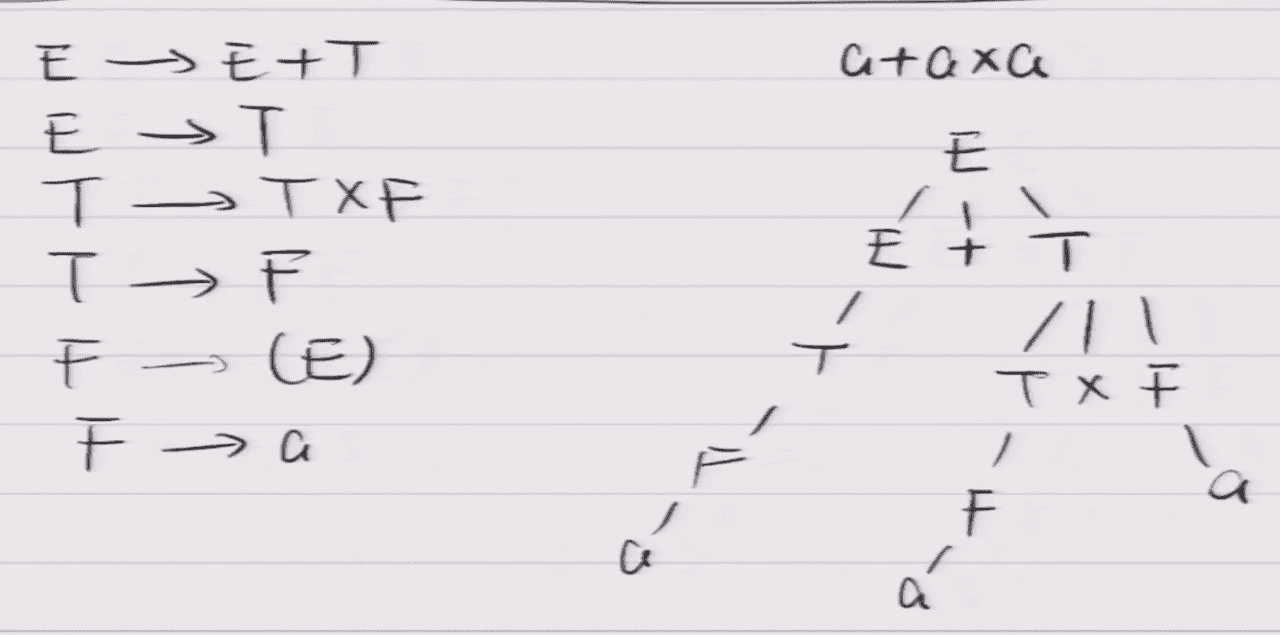 E → E + T
E → T
T → T × F
T → F
F → (E)
F → a
a + a × a
E
E + T
T
T × F
F
a
F
a
a